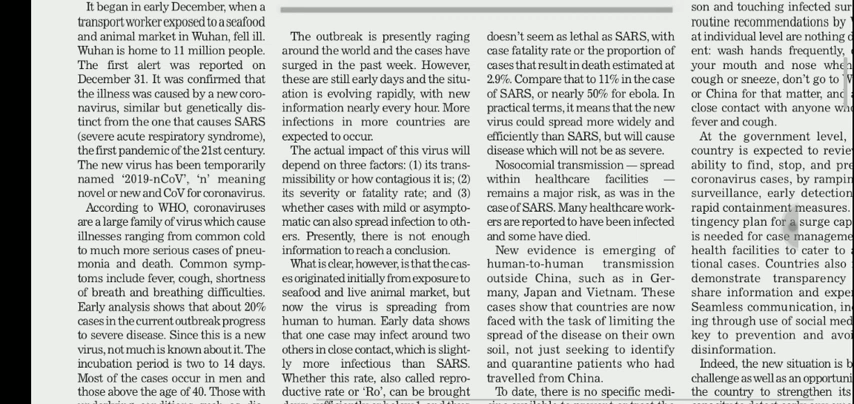 It began in early December, when a
transport worker exposed to a seafood
and animal market in Wuhan, fell ill.
Wuhan is home to 11 million people.
The first alert was reported on
December 31. It was confirmed that
the illness was caused by a new coro-
navirus, similar but genetically dis-
tinct from the one that causes SARS
(severe acute respiratory syndrome),
the first pandemic of the 21st century.
The new virus has been temporarily
named '2019-nCoV', 'n' meaning
novel or new and CoV for coronavirus.
According to WHO, coronaviruses
are a large family of virus which cause
illnesses ranging from common cold
to much more serious cases of pneu-
monia and death. Common symp-
toms include fever, cough, shortness
of breath and breathing difficulties.
Early analysis shows that about 20%
cases in the current outbreak progress
to severe disease. Since this is a new
virus, not much is known about it. The
incubation period is two to 14 days.
Most of the cases occur in men and
those above the age of 40. Those with
The outbreak is presently raging
around the world and the cases have
surged in the past week. However,
these are still early days and the situ-
ation is evolving rapidly, with new
information nearly every hour. More
infections in more countries are
expected to occur.
The actual impact of this virus will
depend on three factors: (1) its trans-
missibility or how contagious it is; (2)
its severity or fatality rate; and (3)
whether cases with mild or asympto-
matic can also spread infection to oth-
ers. Presently, there is not enough
information to reach a conclusion.
What is clear, however, is that the cas-
es originated initially from exposure to
seafood and live animal market, but
now the virus is spreading from
human to human. Early data shows
that one case may infect around two
others in close contact, which is slight-
ly more infectious than SARS.
Whether this rate, also called repro-
ductive rate or 'Ro', can be brought
doesn't seem as lethal as SARS, with
case fatality rate or the proportion of
cases that result in death estimated at
2.9%. Compare that to 11% in the case
of SARS, or nearly 50% for ebola. In
practical terms, it means that the new
virus could spread more widely and
efficiently than SARS, but will cause
disease which will not be as severe.
Nosocomial transmission — spread
within healthcare facilities —
remains a major risk, as was in the
case of SARS. Many healthcare work-
ers are reported to have been infected
and some have died.
New evidence is emerging of
human-to-human transmission
outside China, such as in Ger-
many, Japan and Vietnam. These
cases show that countries are now
faced with the task of limiting the
spread of the disease on their own
soil, not just seeking to identify
and quarantine patients who had
travelled from China.
To date, there is no specific medi-
son and touching infected sur
routine recommendations by
at individual level are nothing
ent: wash hands frequently,
your mouth and nose when
cough or sneeze, don't go to
or China for that matter, and
close contact with anyone
fever and cough.
At the government level,
country is expected to
ability to find, stop, and
coronavirus cases, by
surveillance, early detection
rapid containment measures.
tingency plan for a surge
is needed for case
health facilities to cater to
tional cases. Countries also
demonstrate transparency
share information and
Seamless communication,
ing through use of social
key to prevention and
disinformation.
Indeed, the new situation is
challenge as well as an
the country to strengthen its